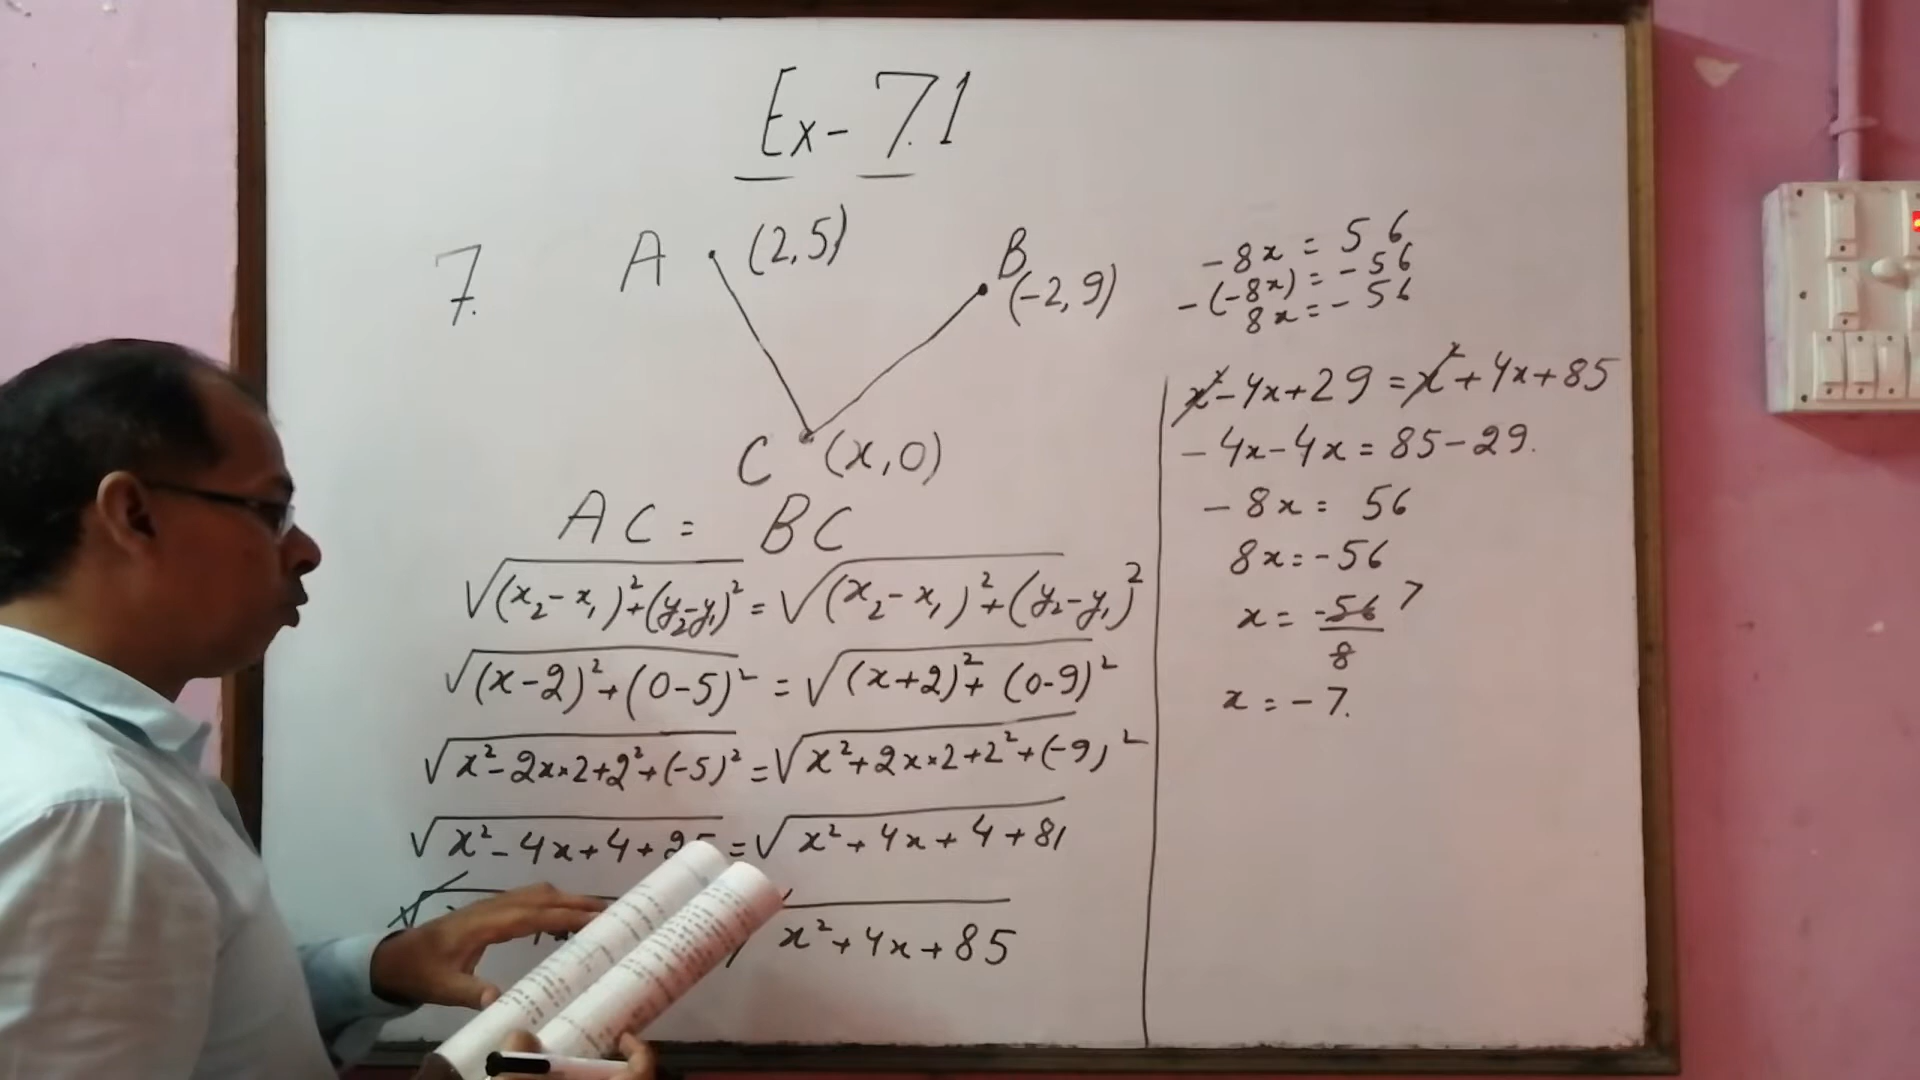 Ex-7.1
7.
A (2,5)
B
(-2,9)
C (x,0)
AC = BC
√(x₂-x₁)²+(y₂-y₁)² = √(x₂-x₁)²+(y₂-y₁)²
√(x-2)²+(0-5)² = √(x+2)²+(0-9)²
√x²-2x×2+2²+(-5)² = √x²+2x×2+2²+(-9)²
√x²-4x+4+25 = √x²+4x+4+81
x²+4x+85
-8x = 56
-(-8x) = -56
8x = -56
x²-4x+29 = x²+4x+85
-4x-4x = 85-29.
-8x = 56
8x = -56
x = -56 7
8
x = -7.